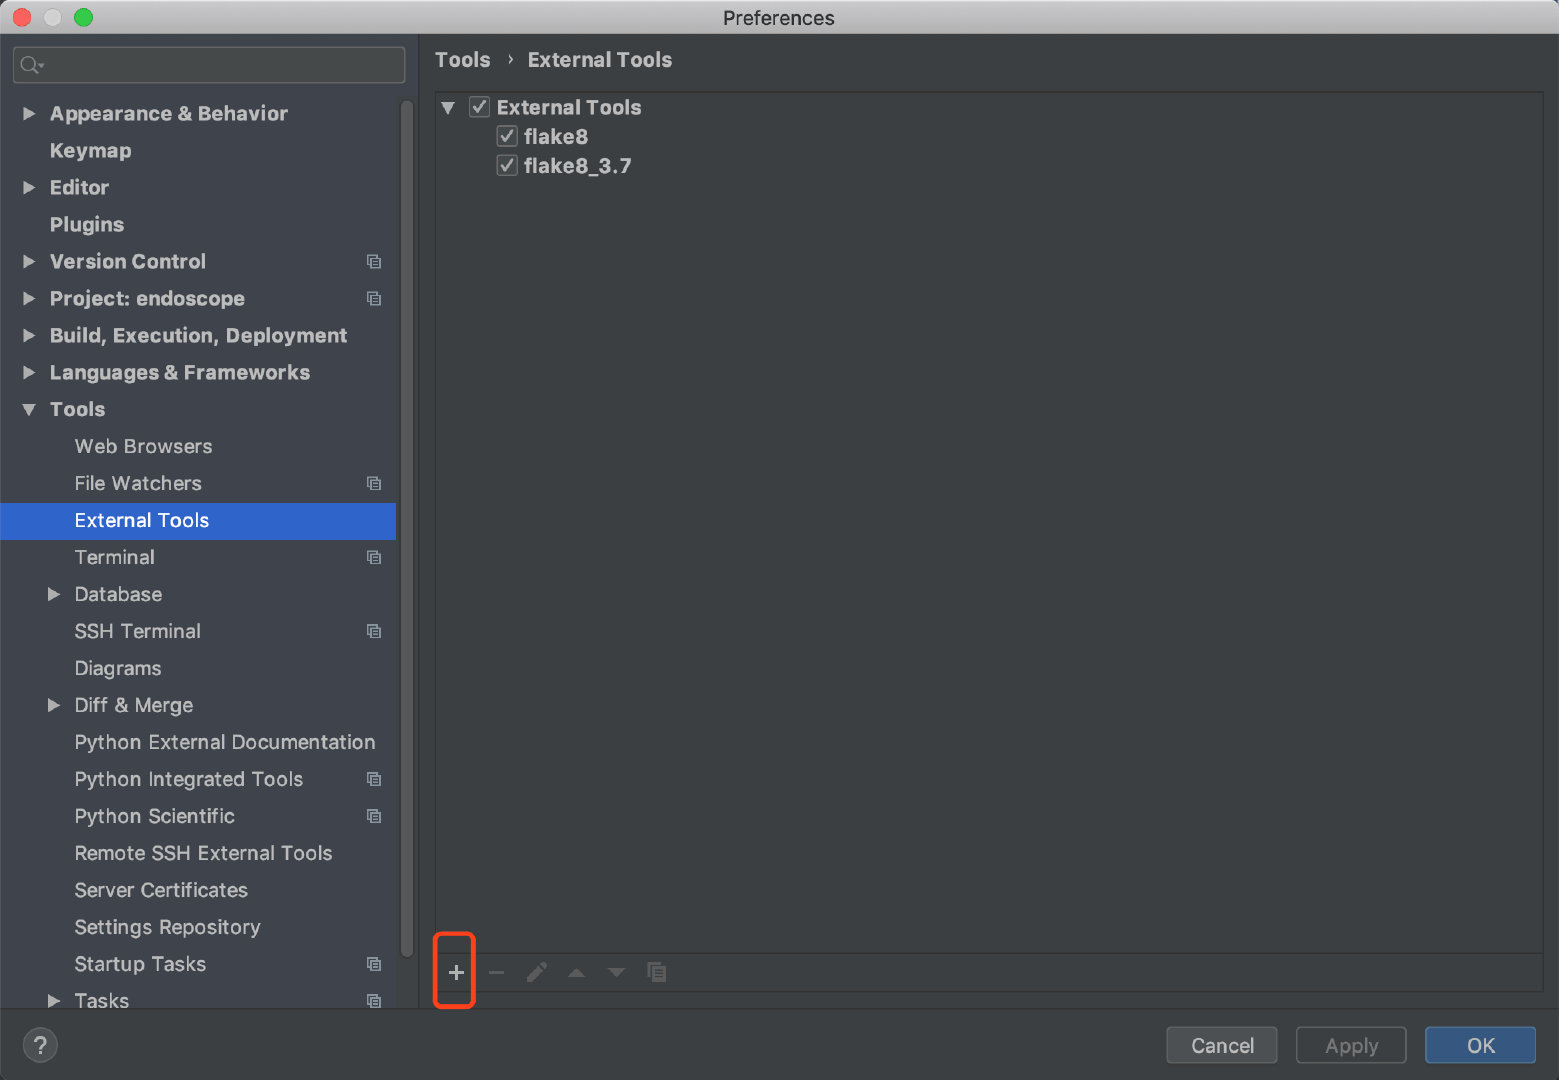 Preferences
Tools › External Tools
Appearance & Behavior
Keymap
Editor
Plugins
Version Control
Project: endoscope
Build, Execution, Deployment
Languages & Frameworks
Tools
Web Browsers
File Watchers
External Tools
Terminal
Database
SSH Terminal
Diagrams
Diff & Merge
Python External Documentation
Python Integrated Tools
Python Scientific
Remote SSH External Tools
Server Certificates
Settings Repository
Startup Tasks
Tasks
External Tools
flake8
flake8_3.7
?
Cancel
Apply
OK